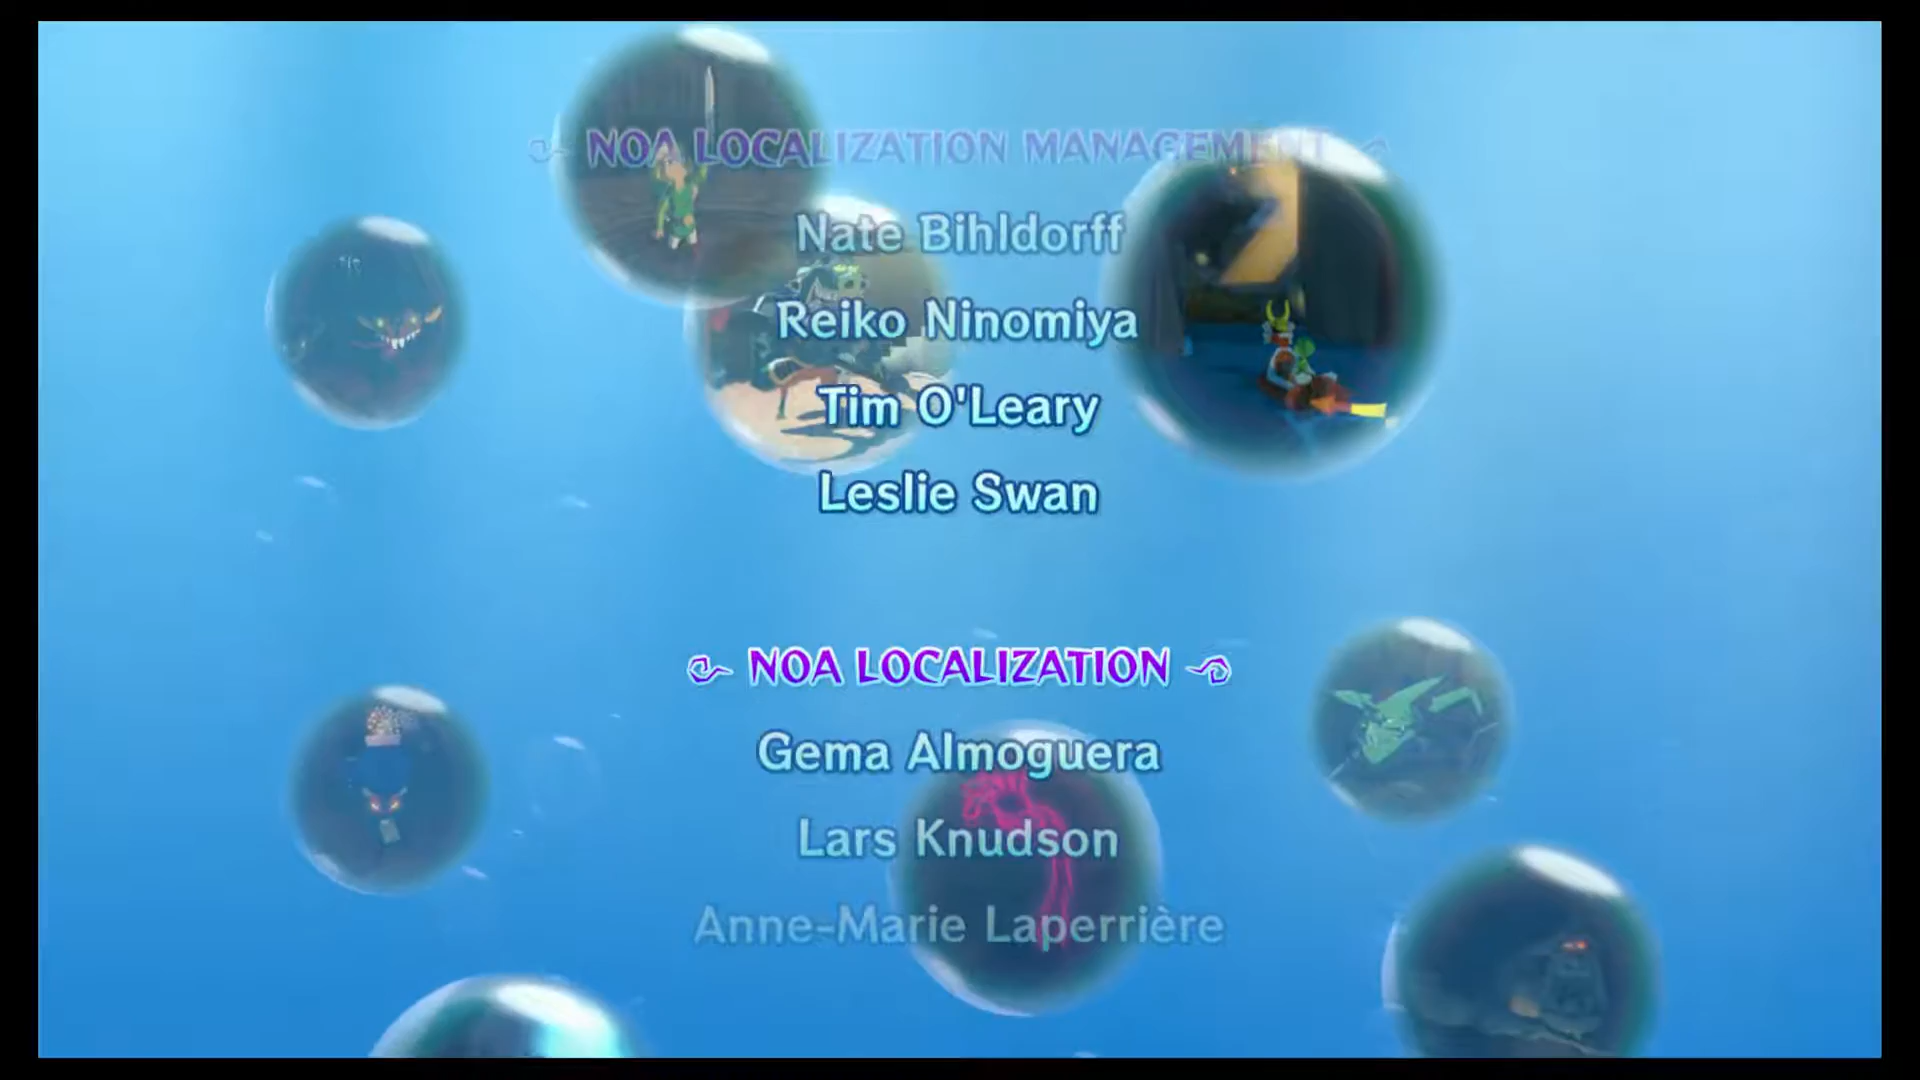 NOA LOCALIZATION MANAGEMENT
Nate Bihldorff
Reiko Ninomiya
Tim O'Leary
Leslie Swan
NOA LOCALIZATION
Gema Almoguera
Lars Knudson
Anne-Marie Laperrière